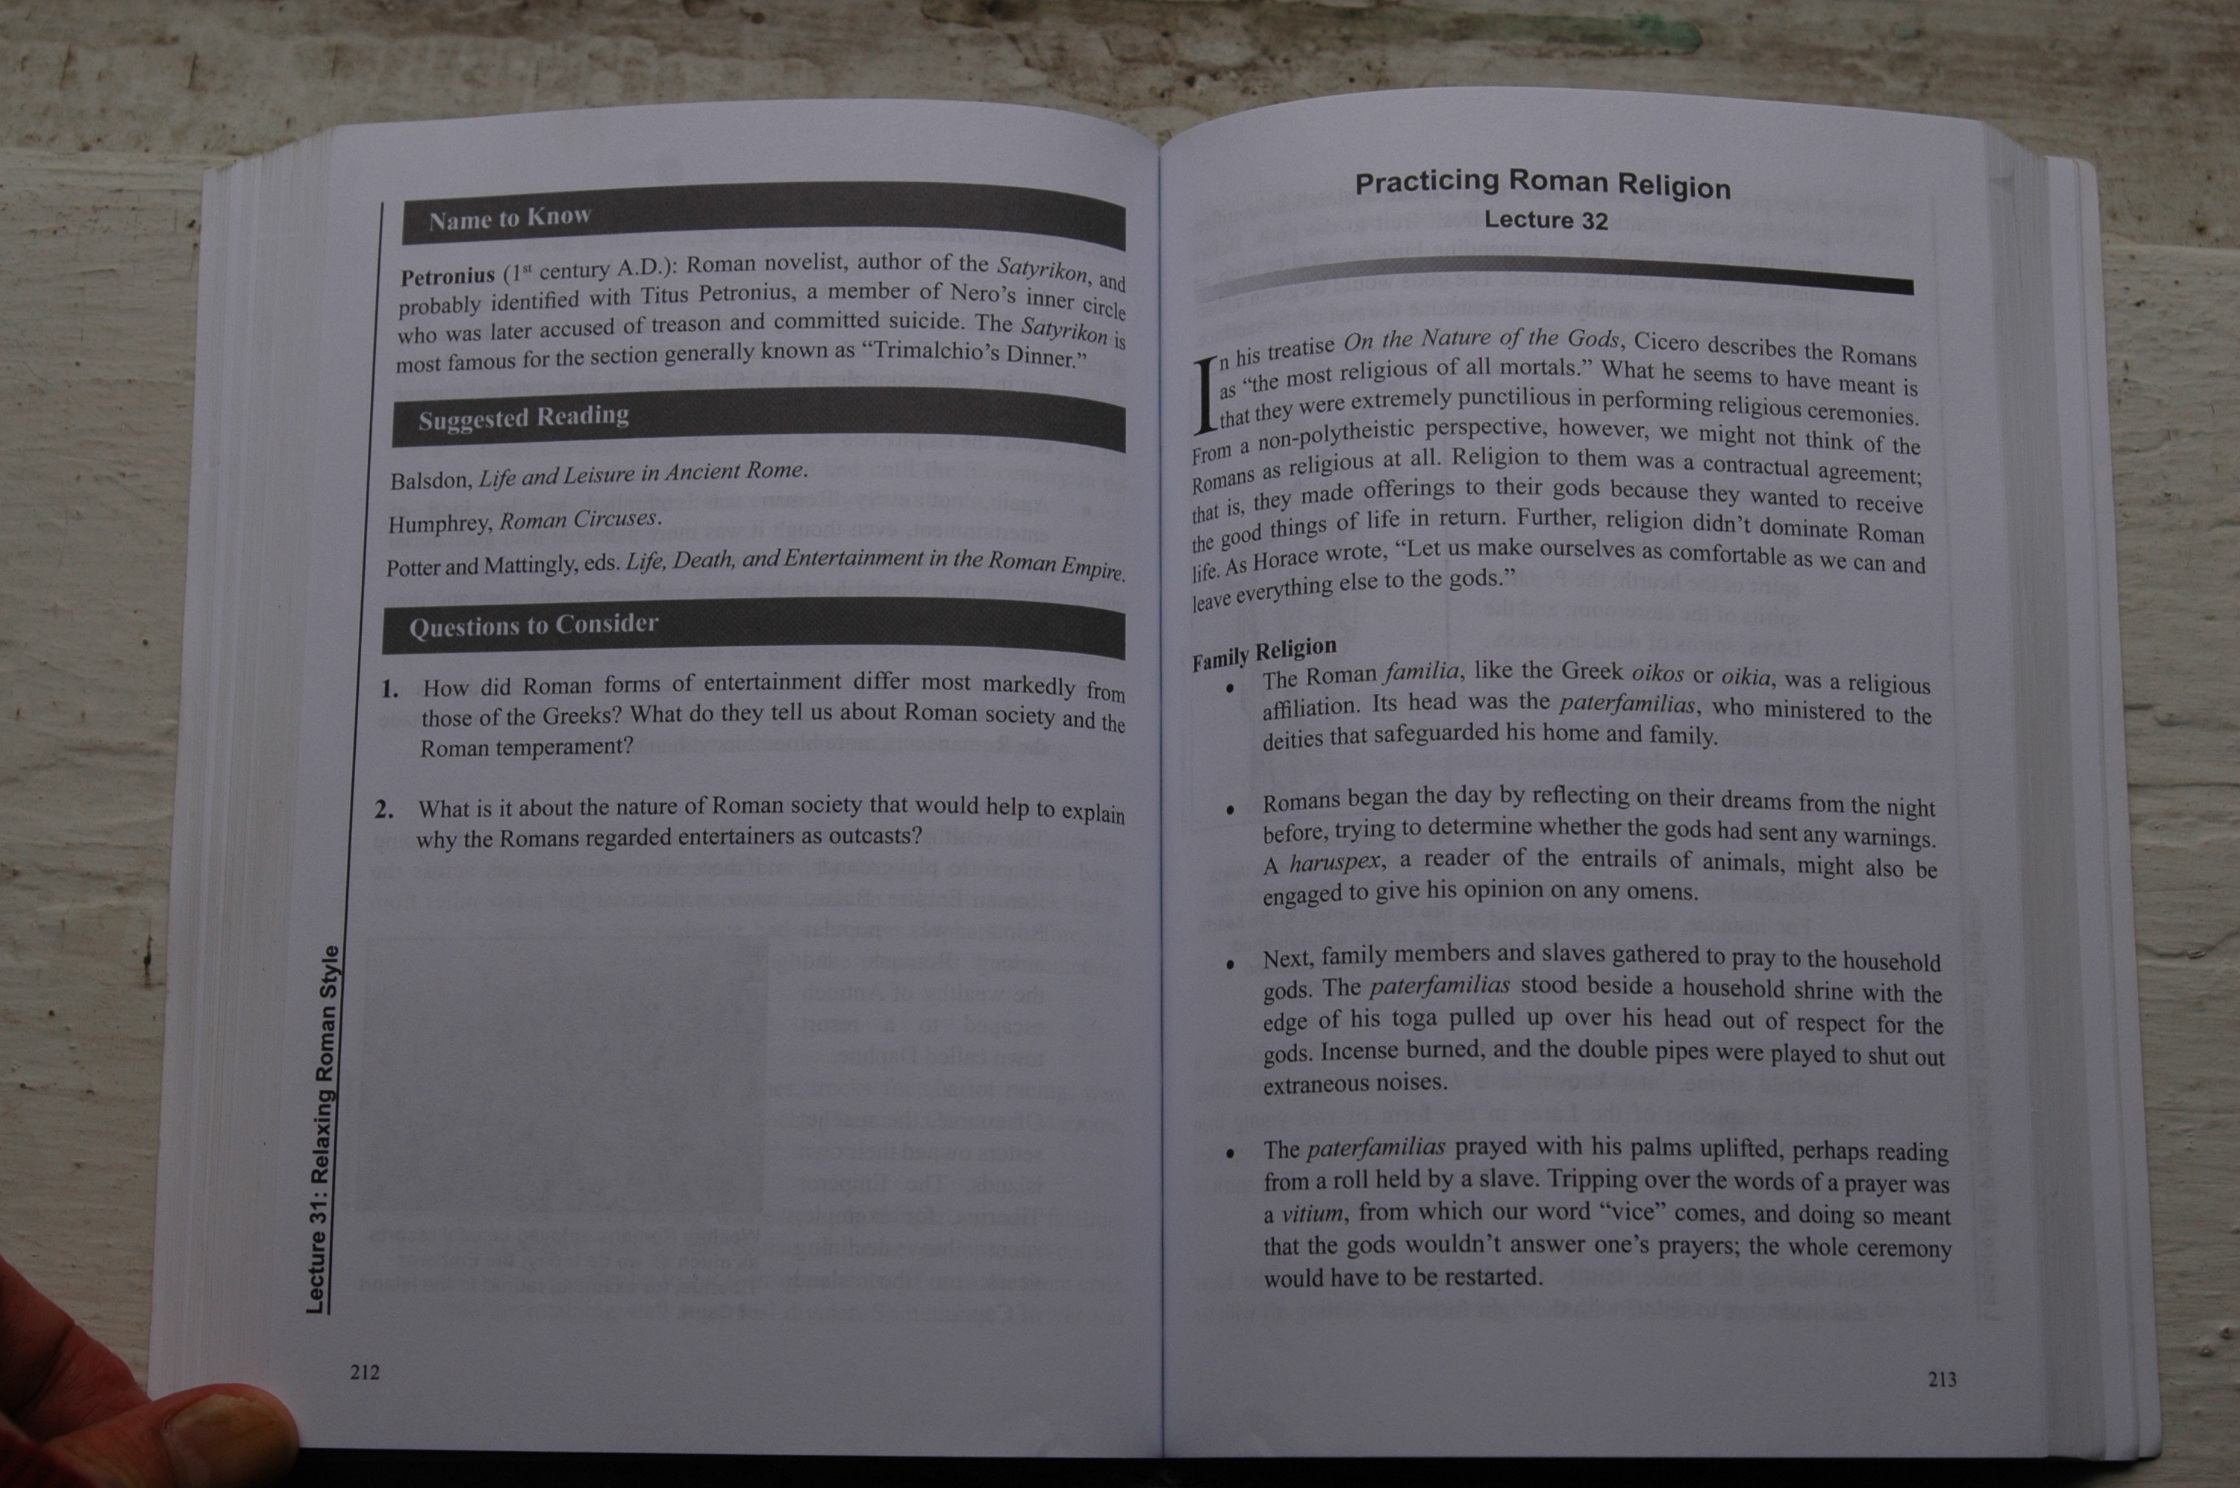 Name to Know
Petronius (1st century A.D.): Roman novelist, author of the Satyrikon, and
probably identified with Titus Petronius, a member of Nero's inner circle
who was later accused of treason and committed suicide. The Satyrikon is
most famous for the section generally known as “Trimalchio's Dinner.”
Suggested Reading
Balsdon, Life and Leisure in Ancient Rome.
Humphrey, Roman Circuses.
Potter and Mattingly, eds. Life, Death, and Entertainment in the Roman Empire.
Questions to Consider
1. How did Roman forms of entertainment differ most markedly from
those of the Greeks? What do they tell us about Roman society and the
Roman temperament?
2. What is it about the nature of Roman society that would help to explain
why the Romans regarded entertainers as outcasts?
Lecture 31: Relaxing Roman Style
212
Practicing Roman Religion
Lecture 32
In his treatise On the Nature of the Gods, Cicero describes the Romans
as “the most religious of all mortals.” What he seems to have meant is
that they were extremely punctilious in performing religious ceremonies.
From a non-polytheistic perspective, however, we might not think of the
Romans as religious at all. Religion to them was a contractual agreement;
that is, they made offerings to their gods because they wanted to receive
the good things of life in return. Further, religion didn't dominate Roman
life. As Horace wrote, “Let us make ourselves as comfortable as we can and
leave everything else to the gods.”
Family Religion
• The Roman familia, like the Greek oikos or oikia, was a religious
affiliation. Its head was the paterfamilias, who ministered to the
deities that safeguarded his home and family.
• Romans began the day by reflecting on their dreams from the night
before, trying to determine whether the gods had sent any warnings.
A haruspex, a reader of the entrails of animals, might also be
engaged to give his opinion on any omens.
• Next, family members and slaves gathered to pray to the household
gods. The paterfamilias stood beside a household shrine with the
edge of his toga pulled up over his head out of respect for the
gods. Incense burned, and the double pipes were played to shut out
extraneous noises.
• The paterfamilias prayed with his palms uplifted, perhaps reading
from a roll held by a slave. Tripping over the words of a prayer was
a vitium, from which our word “vice” comes, and doing so meant
that the gods wouldn't answer one's prayers; the whole ceremony
would have to be restarted.
213